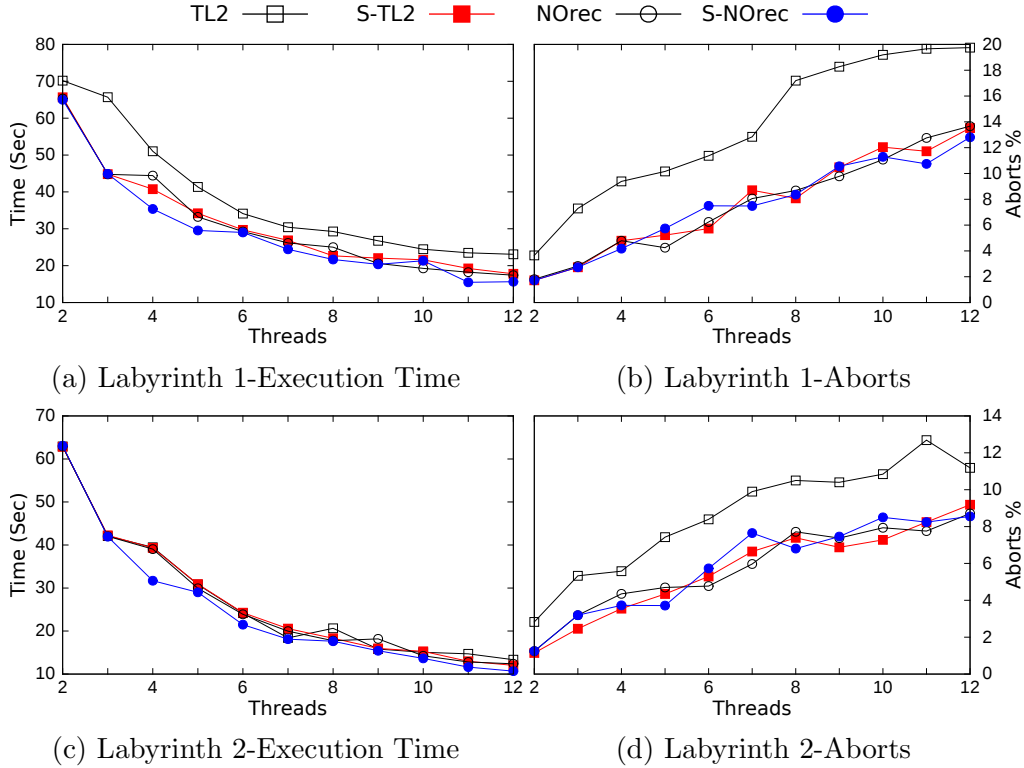 TL2 S-TL2 NOrec S-NOrec
80
70
60
50
40
30
20
10
Time (Sec)
2 4 6 8 10 12
Threads
20
18
16
14
12
10
8
6
4
2
0
Aborts %
2 4 6 8 10 12
Threads
(a) Labyrinth 1-Execution Time
(b) Labyrinth 1-Aborts
70
60
50
40
30
20
10
Time (Sec)
2 4 6 8 10 12
Threads
14
12
10
8
6
4
2
0
Aborts %
2 4 6 8 10 12
Threads
(c) Labyrinth 2-Execution Time
(d) Labyrinth 2-Aborts